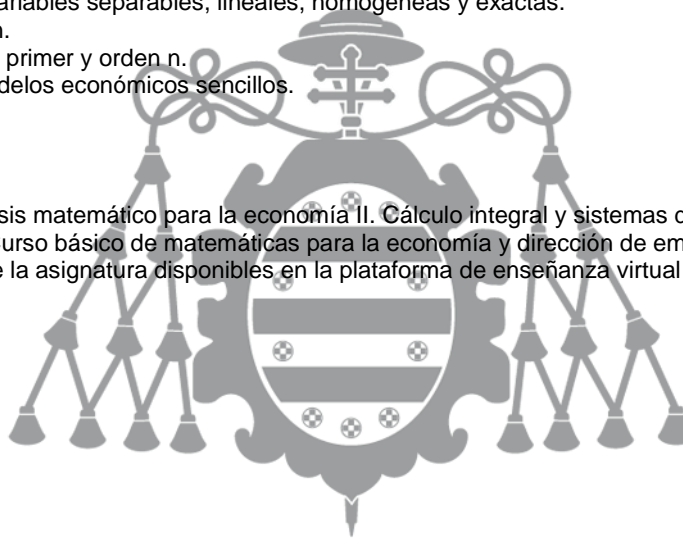 variables separables, lineales, homogéneas y exactas.
n.
primer y orden n.
delos económicos sencillos.
sis matemático para la economía II. Cálculo integral y sistemas d
Curso básico de matemáticas para la economía y dirección de em
e la asignatura disponibles en la plataforma de enseñanza virtual